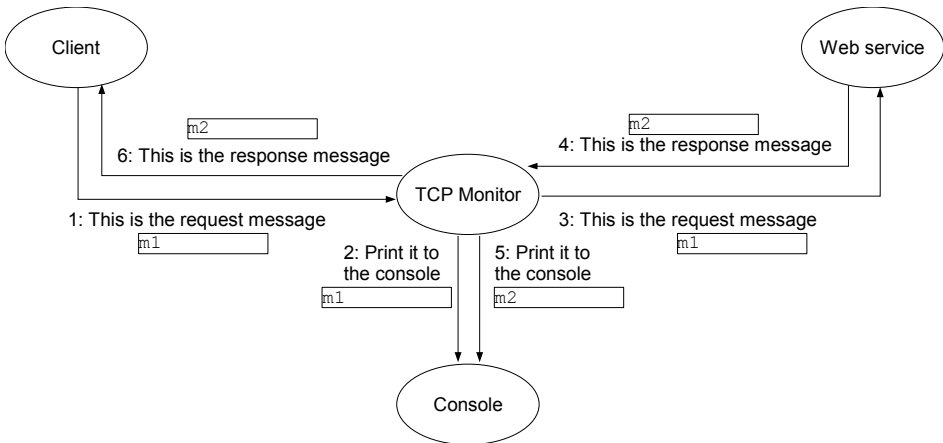 Client
Web service
m2
6: This is the response message
m2
4: This is the response message
TCP Monitor
1: This is the request message
m1
3: This is the request message
m1
2: Print it to
the console
m1
5: Print it to
the console
m2
Console